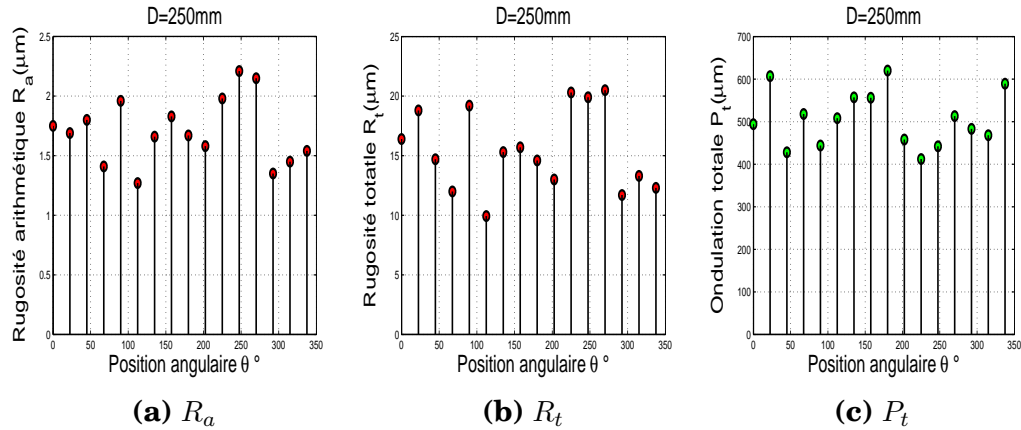 D=250mm
Rugosité arithmétique R_a(μm)
2.5
2
1.5
1
0.5
0
0 50 100 150 200 250 300 350
Position angulaire θ °
(a) R_a
D=250mm
Rugosité totale R_t(μm)
25
20
15
10
5
0
0 50 100 150 200 250 300 350
Position angulaire θ °
(b) R_t
D=250mm
Ondulation totale P_t(μm)
700
600
500
400
300
200
100
0
0 50 100 150 200 250 300 350
Position angulaire θ °
(c) P_t